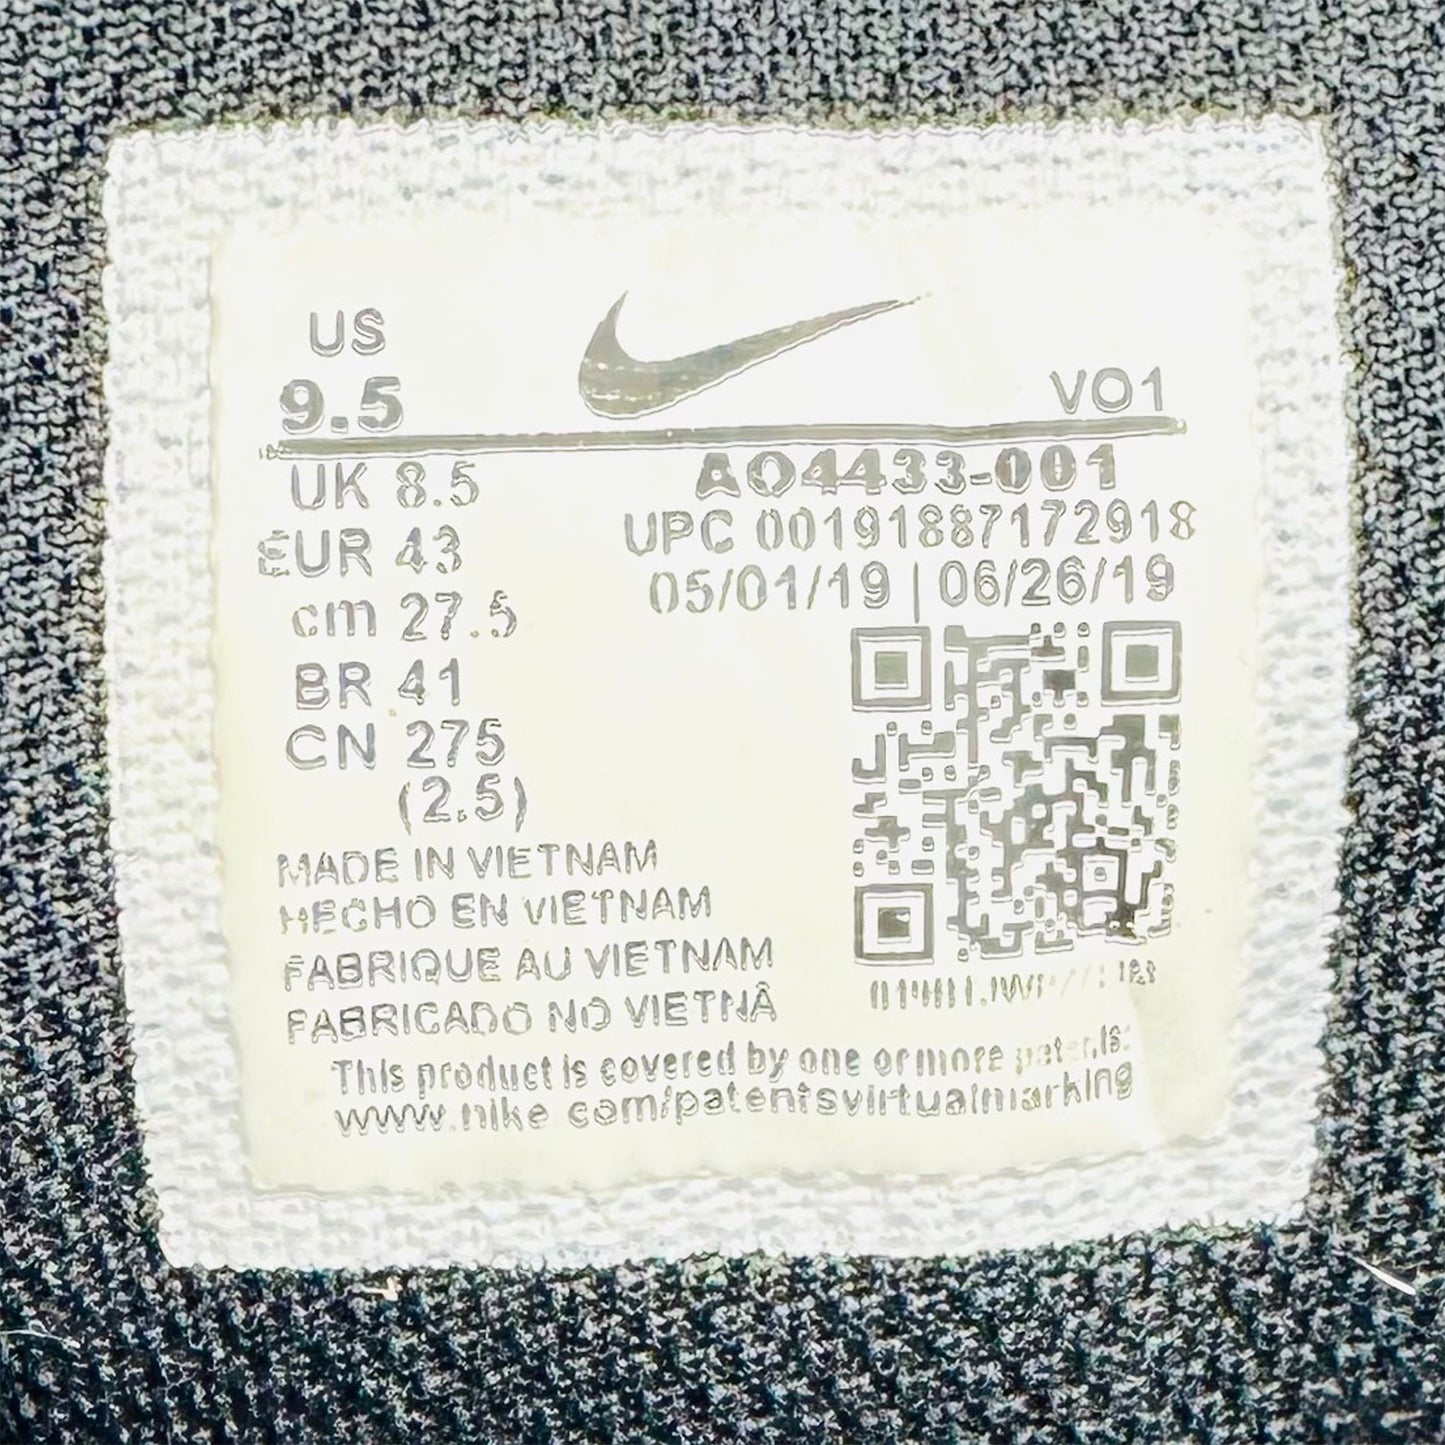 US
9.5
VO1
UK 8.5
AO4433-001
EUR 43
UPC 00191887172918
cm 27.5
05/01/19 | 06/26/19
BR 41
CN 275
(2.5)
MADE IN VIETNAM
HECHO EN VIETNAM
FABRIQUE AU VIETNAM
FABRICADO NO VIETNÃ
This product is covered by one or more
www.nike com/patentsvirtualmarking